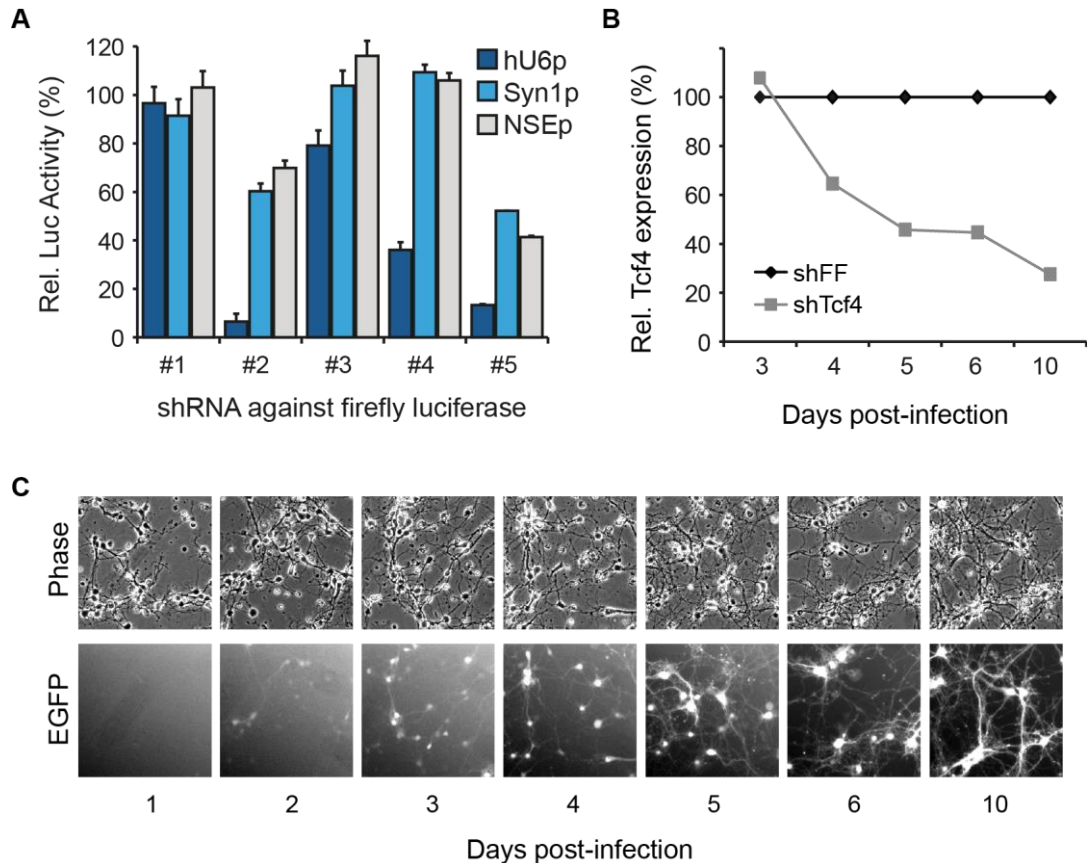 A
Rel. Luc Activity (%)
120
100
80
60
40
20
0
hU6p
Syn1p
NSEp
#1 #2 #3 #4 #5
shRNA against firefly luciferase
B
Rel. Tcf4 expression (%)
100
80
60
40
20
0
shFF
shTcf4
3 4 5 6 10
Days post-infection
C
Phase
EGFP
1 2 3 4 5 6 10
Days post-infection